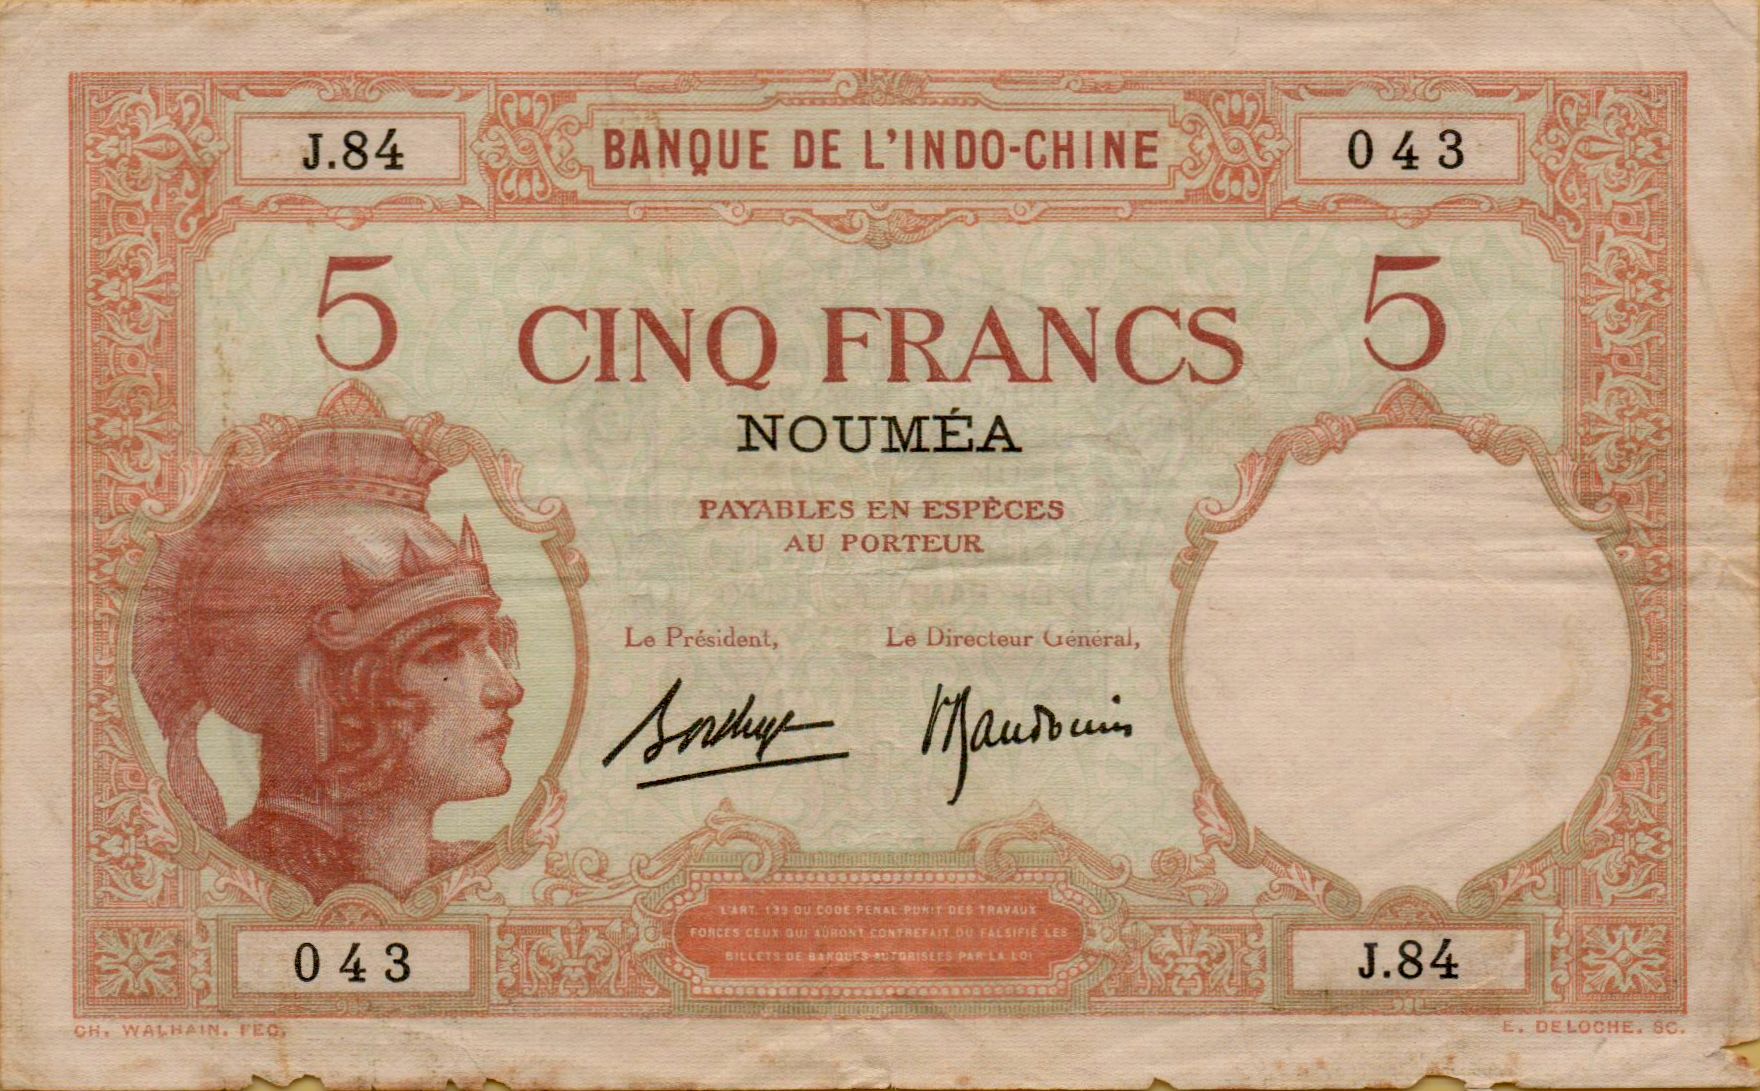 J.84
BANQUE DE L'INDO-CHINE
043
5
CINQ FRANCS
5
NOUMÉA
PAYABLES EN ESPÈCES
AU PORTEUR
Le Président,
Le Directeur Général,
L'ART. 139 DU CODE PENAL PUNIT DES TRAVAUX
FORCES CEUX QUI AURONT CONTREFAIT OU FALSIFIÉ LES
BILLETS DE BANQUES AUTORISEES PAR LA LOI
043
J.84
CH. WALHAIN. FEC.
E. DELOCHE. SC.